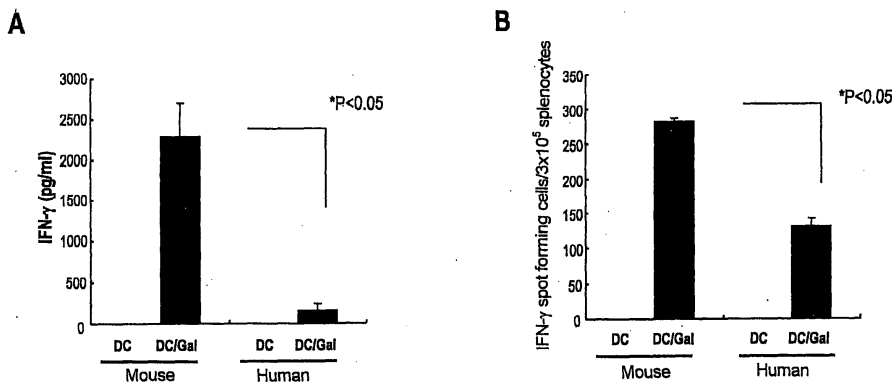 A
IFN-γ (pg/ml)
3000
2500
2000
1500
1000
500
0
*P<0.05
DC DC/Gal DC DC/Gal
Mouse Human
B
IFN-γ spot forming cells/3x10⁵ splenocytes
350
300
250
200
150
100
50
0
*P<0.05
DC DC/Gal DC DC/Gal
Mouse Human